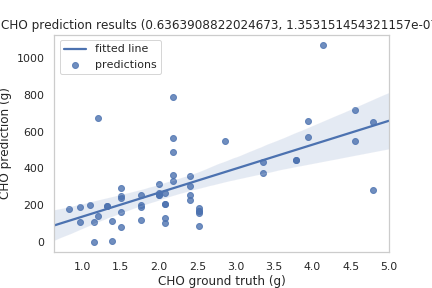 CHO prediction results (0.6363908822024673, 1.353151454321157e-0
fitted line
predictions
CHO prediction (g)
1000
800
600
400
200
0
1.0 1.5 2.0 2.5 3.0 3.5 4.0 4.5 5.0
CHO ground truth (g)